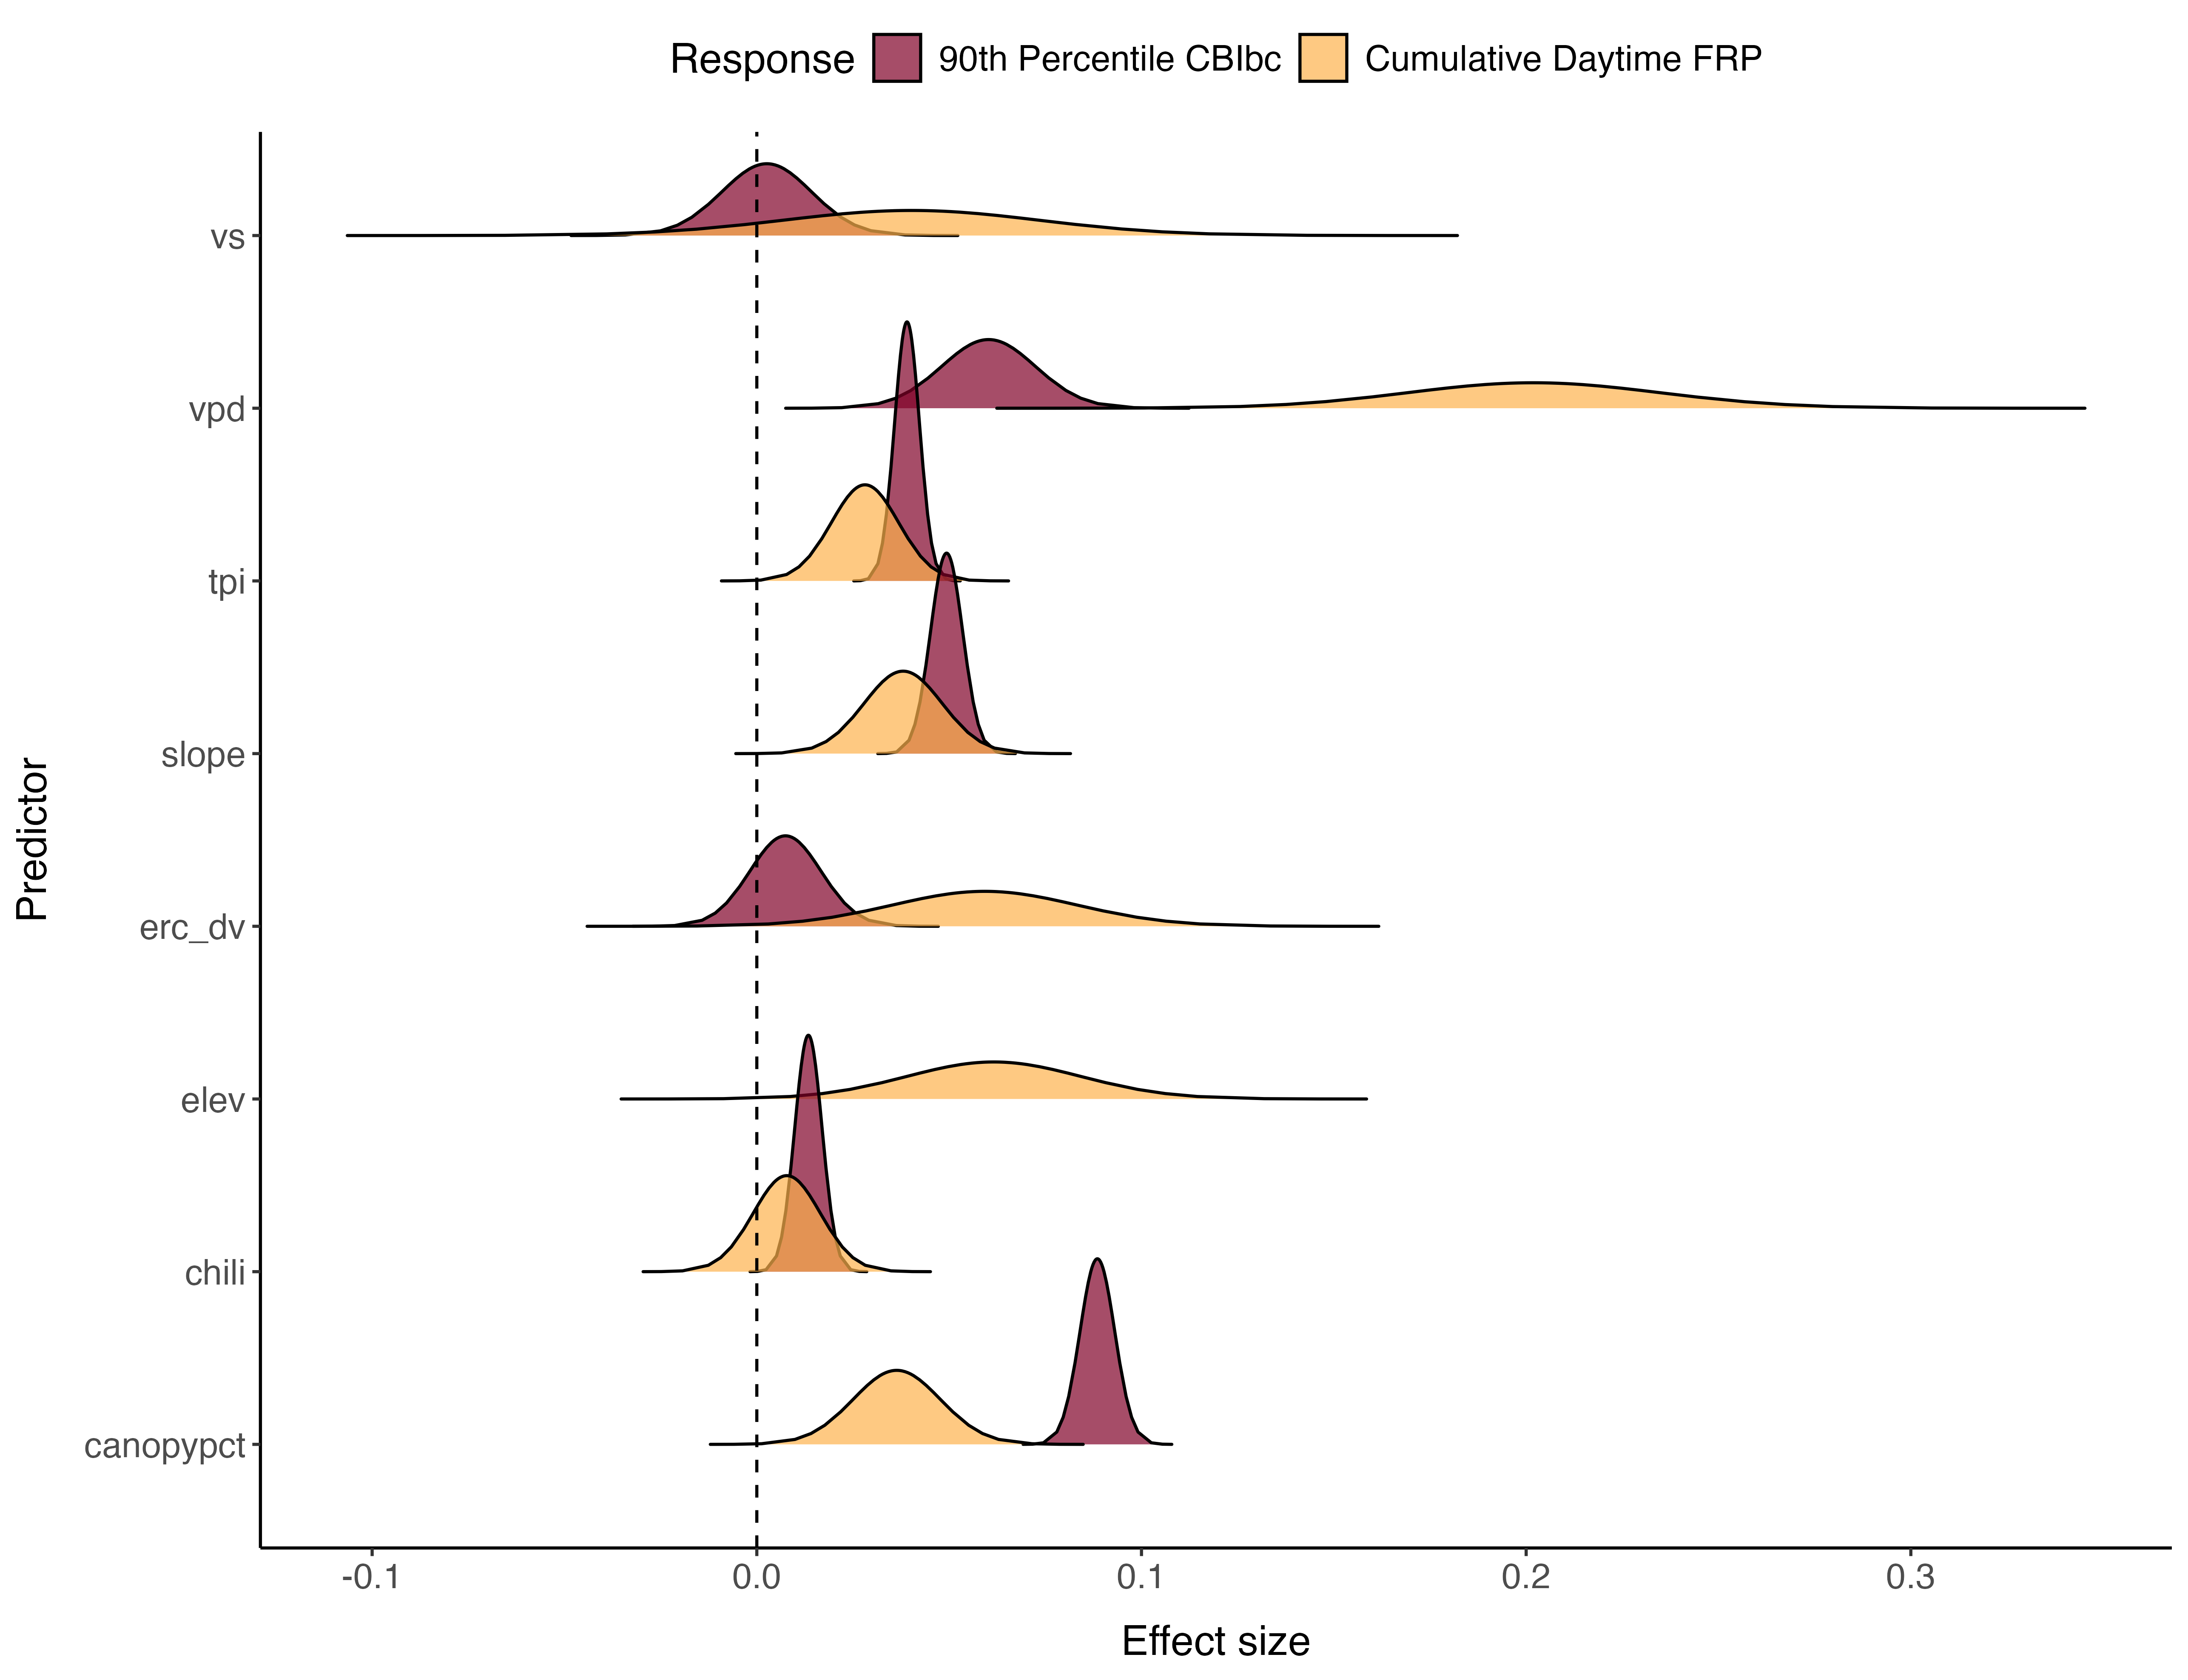 Response 90th Percentile CBIbc Cumulative Daytime FRP
Predictor
vs
vpd
tpi
slope
erc_dv
elev
chili
canopypct
-0.1 0.0 0.1 0.2 0.3
Effect size